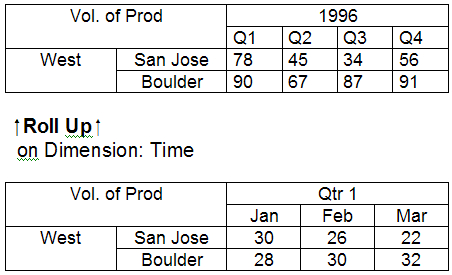 Vol. of Prod 1996
Q1 Q2 Q3 Q4
West San Jose 78 45 34 56
Boulder 90 67 87 91
↑Roll Up↑
on Dimension: Time
Vol. of Prod Qtr 1
Jan Feb Mar
West San Jose 30 26 22
Boulder 28 30 32